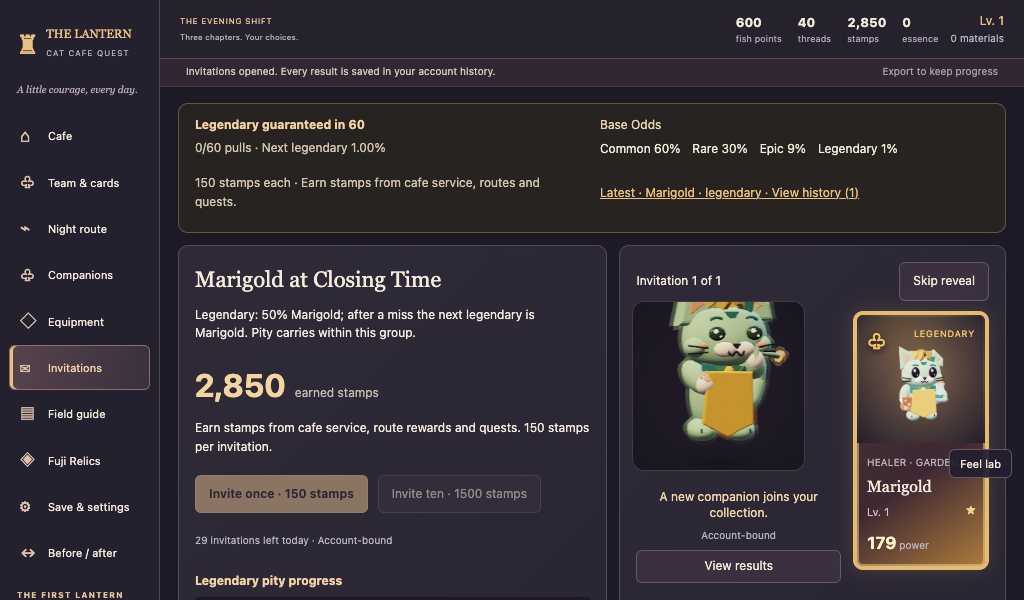 THE LANTERN
CAT CAFE QUEST
A little courage, every day.
Cafe
Team & cards
Night route
Companions
Equipment
Invitations
Field guide
Fuji Relics
Save & settings
Before / after
THE FIRST LANTERN
THE EVENING SHIFT
Three chapters. Your choices.
600
fish points
40
threads
2,850
stamps
0
essence
Lv. 1
0 materials
Invitations opened. Every result is saved in your account history.
Export to keep progress
Legendary guaranteed in 60
0/60 pulls · Next legendary 1.00%
150 stamps each · Earn stamps from cafe service, routes and
quests.
Base Odds
Common 60% Rare 30% Epic 9% Legendary 1%
Latest · Marigold · legendary · View history (1)
Marigold at Closing Time
Legendary: 50% Marigold; after a miss the next legendary is
Marigold. Pity carries within this group.
2,850 earned stamps
Earn stamps from cafe service, route rewards and quests. 150 stamps
per invitation.
Invite once · 150 stamps
Invite ten · 1500 stamps
29 invitations left today · Account-bound
Legendary pity progress
Invitation 1 of 1
Skip reveal
A new companion joins your
collection.
Account-bound
View results
LEGENDARY
HEALER · GARDE
Feel lab
Marigold
Lv. 1
179 power